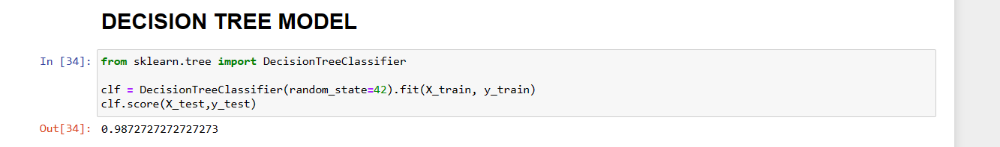 DECISION TREE MODEL
In [34]: from sklearn.tree import DecisionTreeClassifier
clf = DecisionTreeClassifier(random_state=42).fit(X_train, y_train)
clf.score(X_test,y_test)
Out[34]: 0.9872727272727273